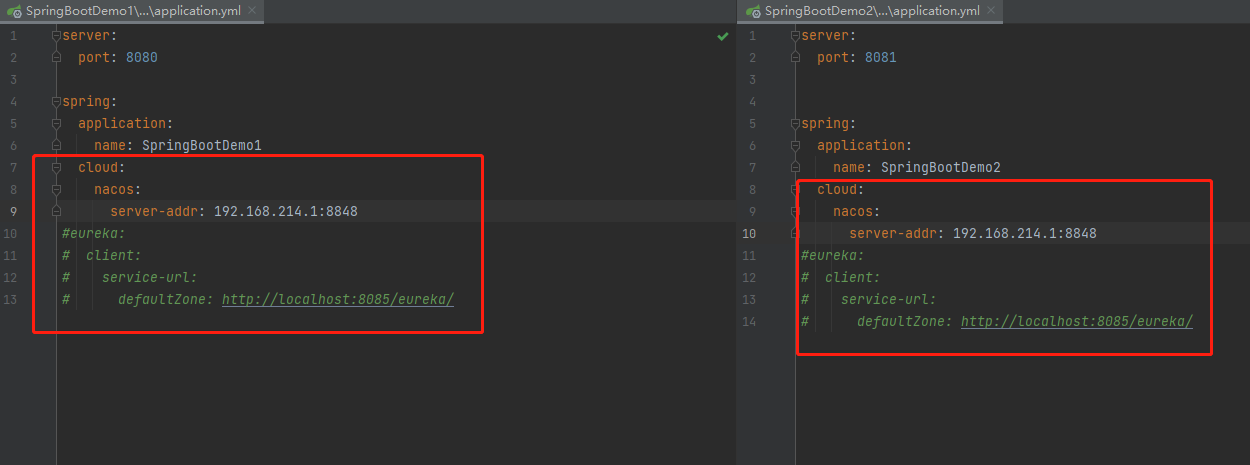 SpringBootDemo1\...\application.yml
1 server:
2   port: 8080
3
4 spring:
5   application:
6     name: SpringBootDemo1
7   cloud:
8     nacos:
9       server-addr: 192.168.214.1:8848
10 #eureka:
11 #  client:
12 #    service-url:
13 #      defaultZone: http://localhost:8085/eureka/
SpringBootDemo2\...\application.yml
1 server:
2   port: 8081
3
4
5 spring:
6   application:
7     name: SpringBootDemo2
8   cloud:
9     nacos:
10       server-addr: 192.168.214.1:8848
11 #eureka:
12 #  client:
13 #    service-url:
14 #      defaultZone: http://localhost:8085/eureka/